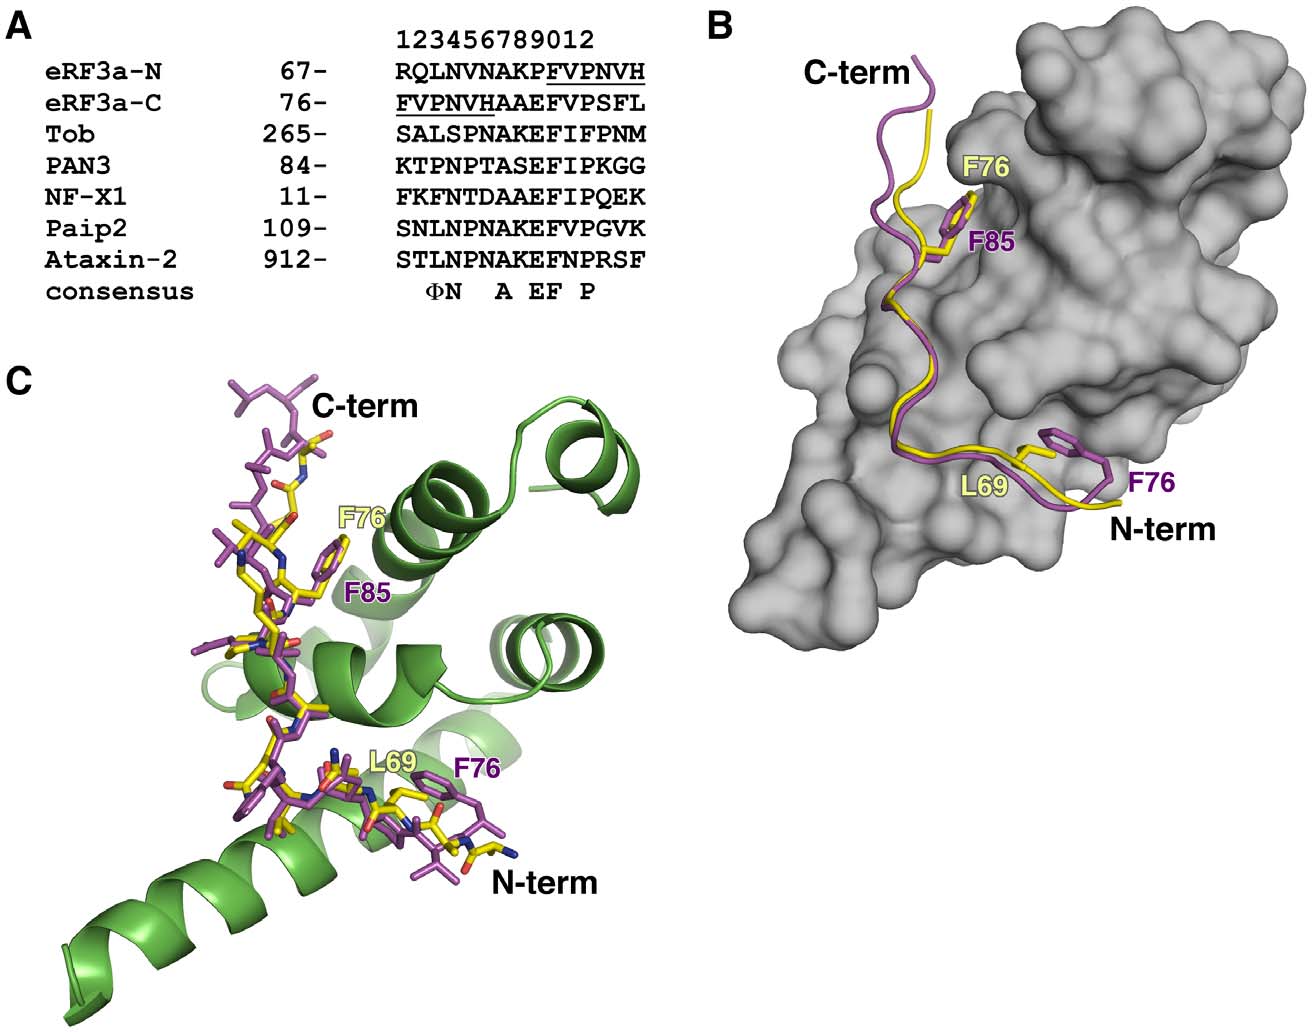 A
123456789012
eRF3a-N 67- RQLNVNAKPFVPNVH
eRF3a-C 76- FVPNVHAAEFVPSFL
Tob 265- SALSPNAKEFIFPNM
PAN3 84- KTPNPTASEFIPKGG
NF-X1 11- FKFNTDAAEFIPQEK
Paip2 109- SNLNPNAKEFVPGVK
Ataxin-2 912- STLNPNAKEFNPRSF
consensus ΦN A EF P
B
C-term
F76
F85
L69
F76
N-term
C
C-term
F76
F85
L69
F76
N-term